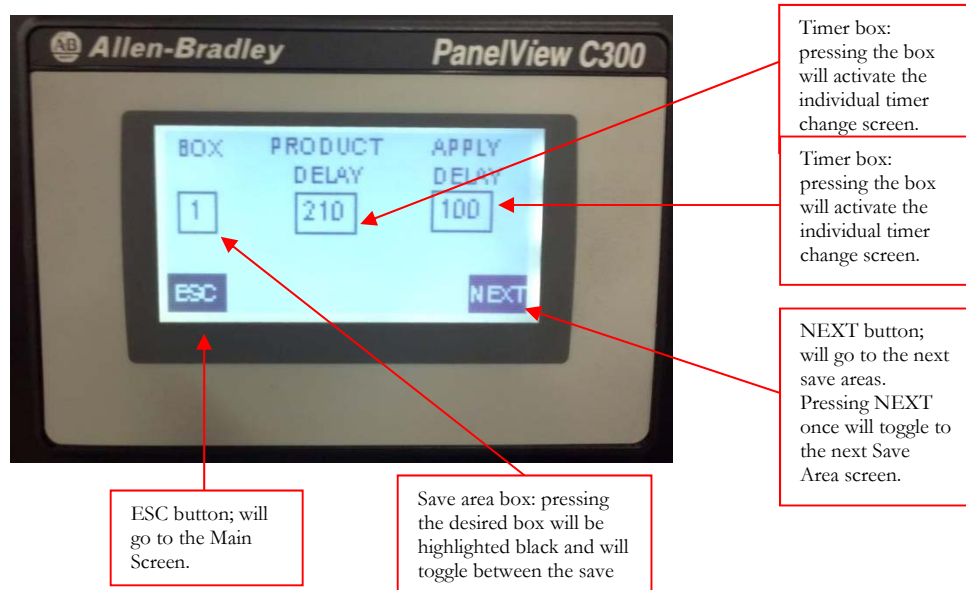 Allen-Bradley
PanelView C300
AB
BOX PRODUCT DELAY APPLY DELAY
1 210 100
ESC NEXT
Timer box:
pressing the box
will activate the
individual timer
change screen.
Timer box:
pressing the box
will activate the
individual timer
change screen.
NEXT button;
will go to the next
save areas.
Pressing NEXT
once will toggle to
the next Save
Area screen.
ESC button; will
go to the Main
Screen.
Save area box: pressing
the desired box will be
highlighted black and will
toggle between the save